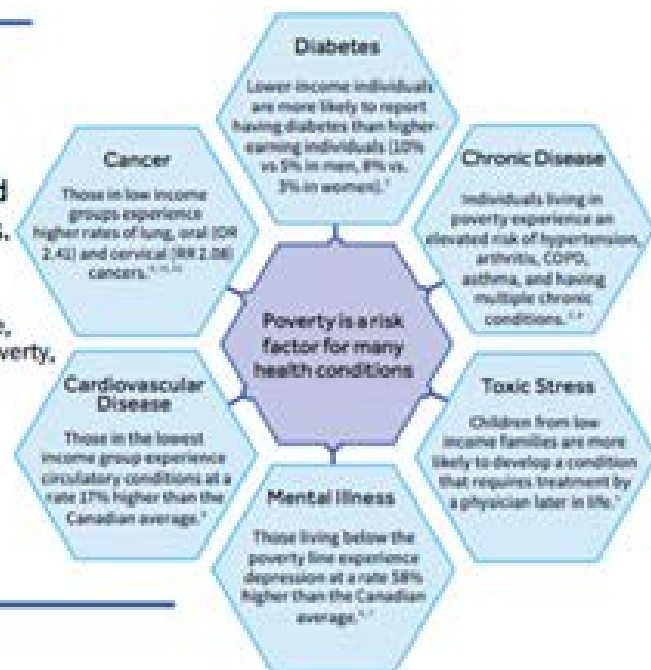 Diabetes
Lower income individuals
are more likely to report
having diabetes than higher-
earning individuals (10%
vs 5% in men, 8% vs.
3% in women).
Cancer
Those in low income
groups experience
higher rates of lung, oral (OR
2.41) and cervical (RR 2.08)
cancers.
Chronic Disease
Individuals living in
poverty experience an
elevated risk of hypertension,
arthritis, COPD,
asthma, and having
multiple chronic
conditions.
Poverty is a risk
factor for many
health conditions
verty,
Cardiovascular
Disease
Those in the lowest
income group experience
circulatory conditions at a
rate 17% higher than the
Canadian average.
Toxic Stress
Children from low
income families are more
likely to develop a condition
that requires treatment by
a physician later in life.
Mental Illness
Those living below the
poverty line experience
depression at a rate 58%
higher than the Canadian
average.